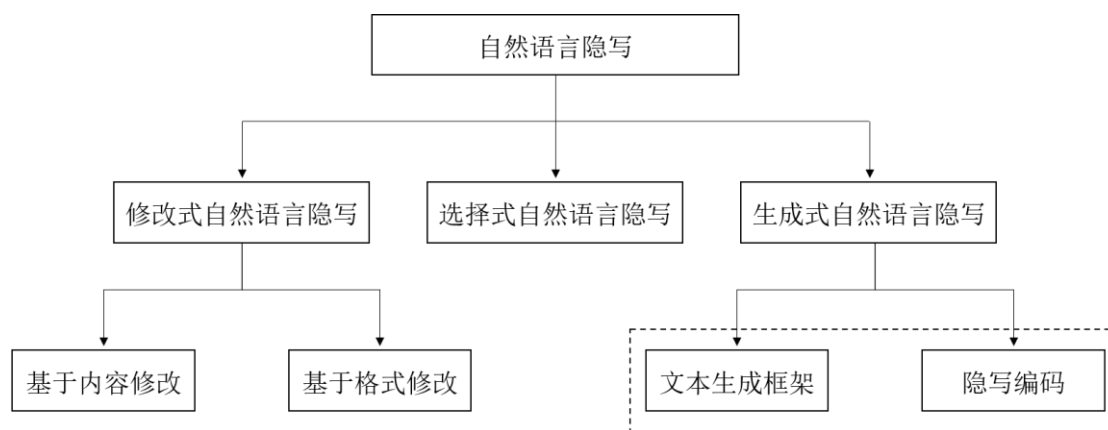 自然语言隐写
修改式自然语言隐写
选择式自然语言隐写
生成式自然语言隐写
基于内容修改
基于格式修改
文本生成框架
隐写编码